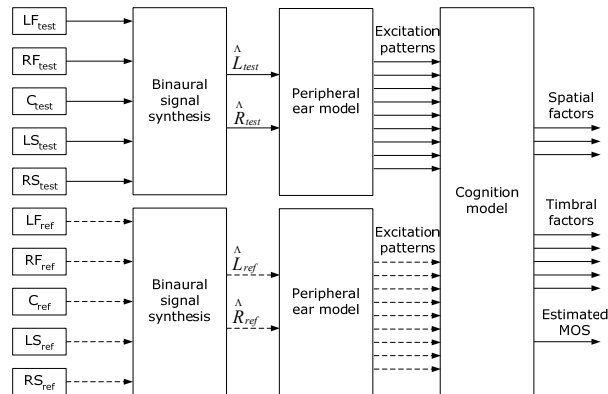 LFtest
RFtest
Ctest
LStest
RStest
Binaural
signal
synthesis
^
Ltest
^
Rtest
Peripheral
ear model
Excitation
patterns
Cognition
model
Spatial
factors
Timbral
factors
Estimated
MOS
LFref
RFref
Cref
LSref
RSref
Binaural
signal
synthesis
^
Lref
^
Rref
Peripheral
ear model
Excitation
patterns